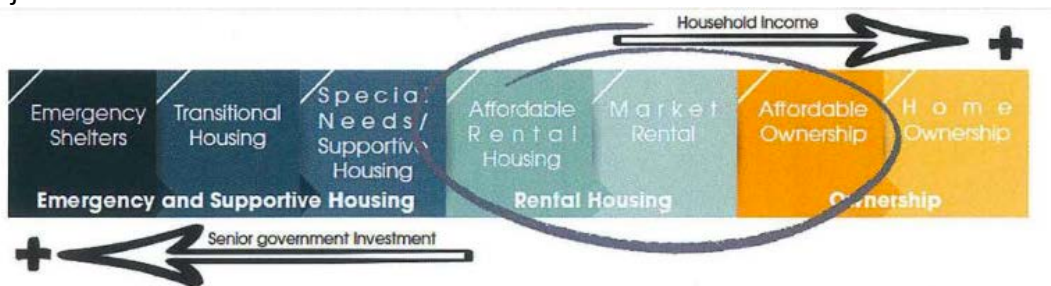 j
Household Income
+
Emergency
Shelters
Transitional
Housing
Special
Needs/
Supportive
Housing
Affordable
Rental
Housing
Market
Rental
Affordable
Ownership
Home
Ownership
Emergency and Supportive Housing
Rental Housing
Ownership
+
Senior government Investment